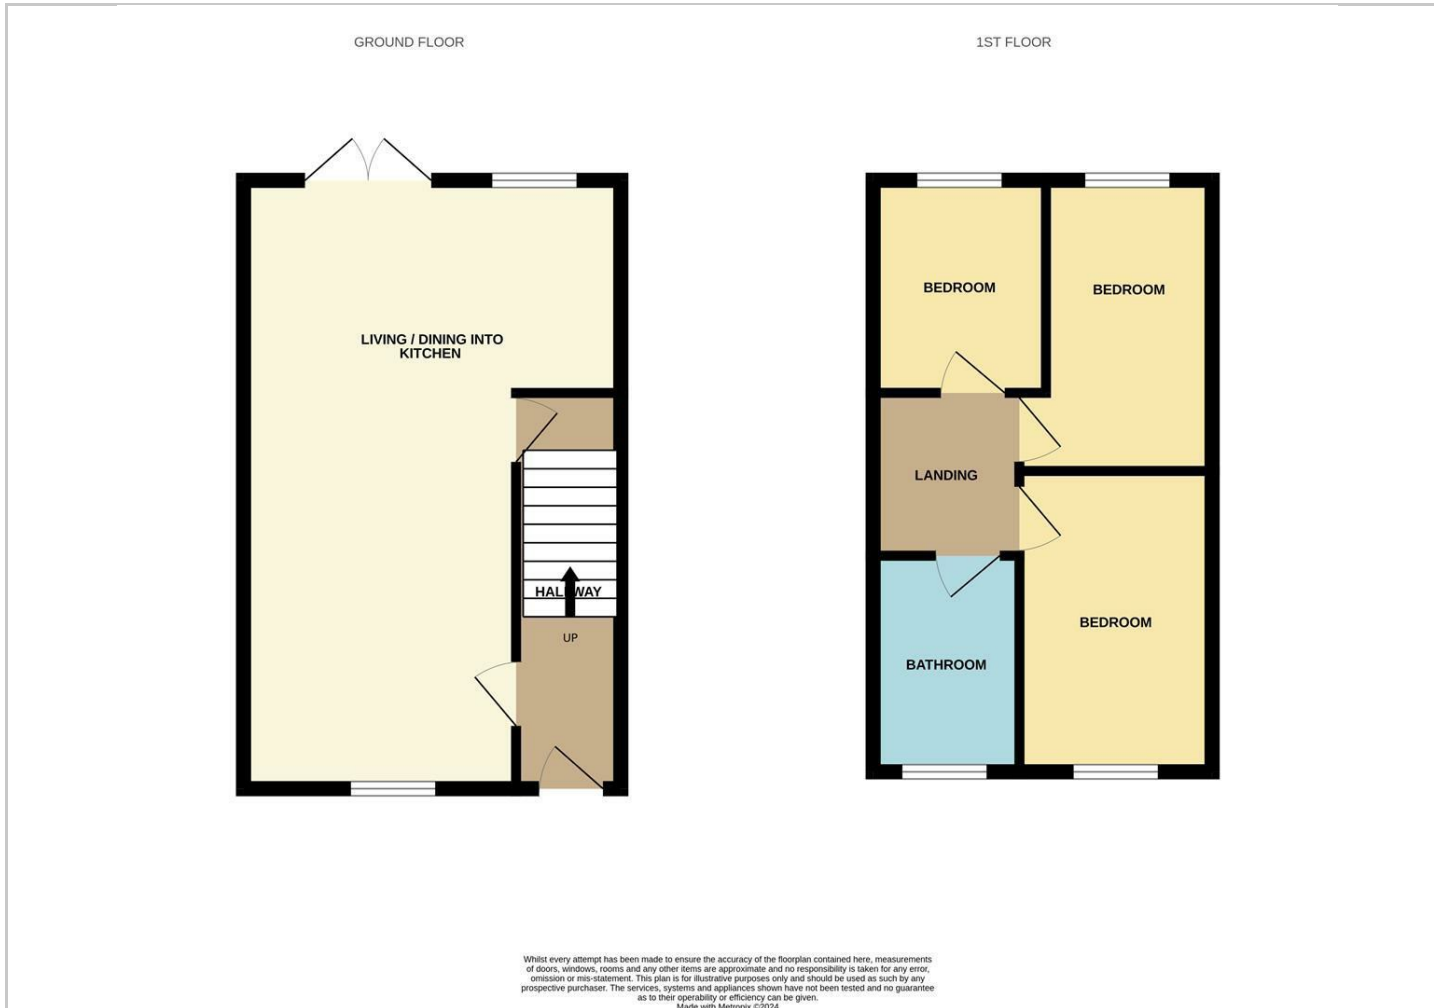 GROUND FLOOR
1ST FLOOR
LIVING / DINING INTO
KITCHEN
HALLWAY
UP
BEDROOM
BEDROOM
LANDING
BATHROOM
BEDROOM
Whilst every attempt has been made to ensure the accuracy of the floorplan contained here, measurements
of doors, windows, rooms and any other items are approximate and no responsibility is taken for any error,
omission or mis-statement. This plan is for illustrative purposes only and should be used as such by any
prospective purchaser. The services, systems and appliances shown have not been tested and no guarantee
as to their operability or efficiency can be given.
Made with Metropix ©2024